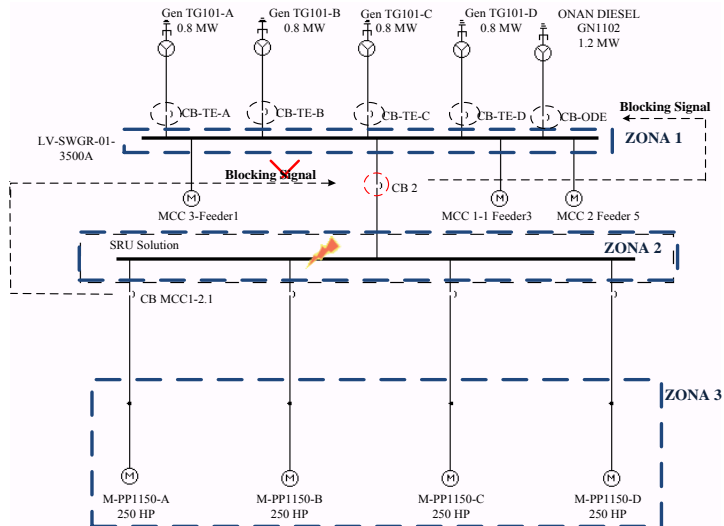 Gen TG101-A
0.8 MW
Gen TG101-B
0.8 MW
Gen TG101-C
0.8 MW
Gen TG101-D
0.8 MW
ONAN DIESEL
GN1102
1.2 MW
CB-TE-A
CB-TE-B
CB-TE-C
CB-TE-D
CB-ODE
Blocking Signal
LV-SWGR-01-
3500A
ZONA 1
Blocking Signal
CB 2
M
M
M
MCC 3-Feeder1
MCC 1-1 Feeder3
MCC 2 Feeder 5
SRU Solution
ZONA 2
CB MCC1-2.1
ZONA 3
M
M
M
M
M-PP1150-A
250 HP
M-PP1150-B
250 HP
M-PP1150-C
250 HP
M-PP1150-D
250 HP